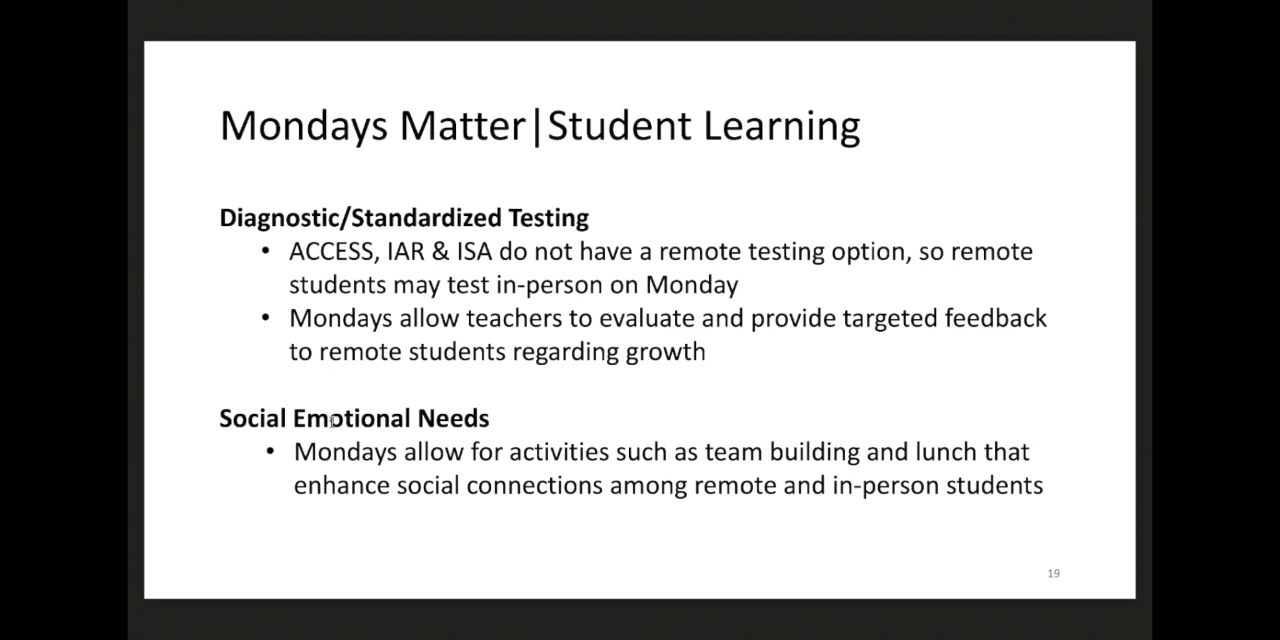 Mondays Matter|Student Learning
Diagnostic/Standardized Testing
• ACCESS, IAR & ISA do not have a remote testing option, so remote
students may test in-person on Monday
• Mondays allow teachers to evaluate and provide targeted feedback
to remote students regarding growth
Social Emotional Needs
• Mondays allow for activities such as team building and lunch that
enhance social connections among remote and in-person students
19